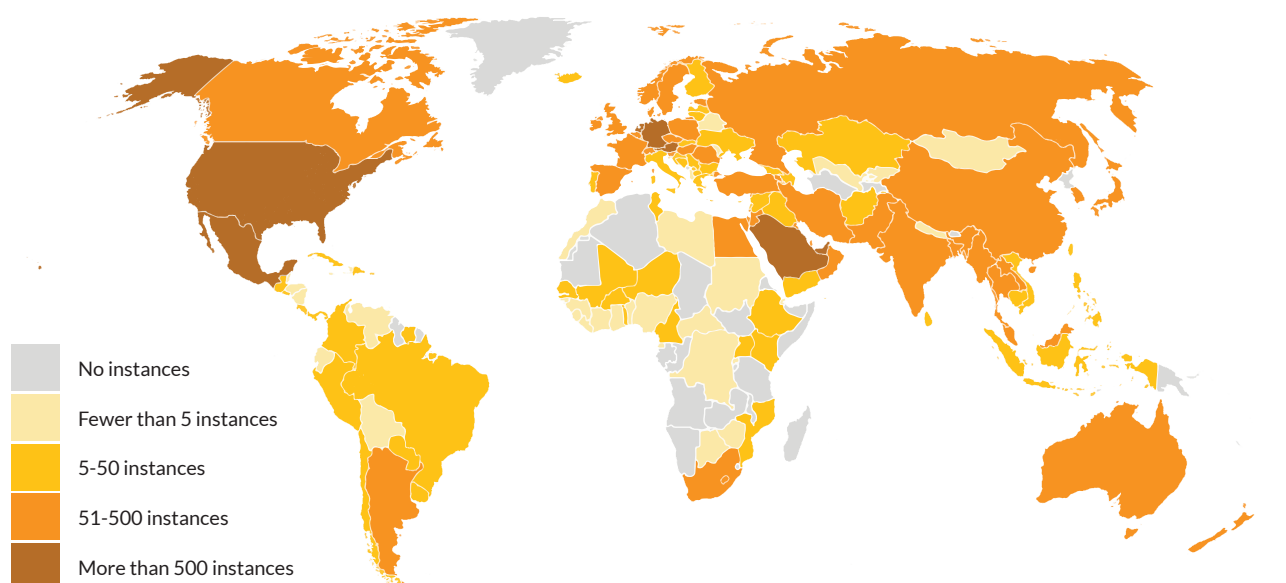 No instances
Fewer than 5 instances
5-50 instances
51-500 instances
More than 500 instances